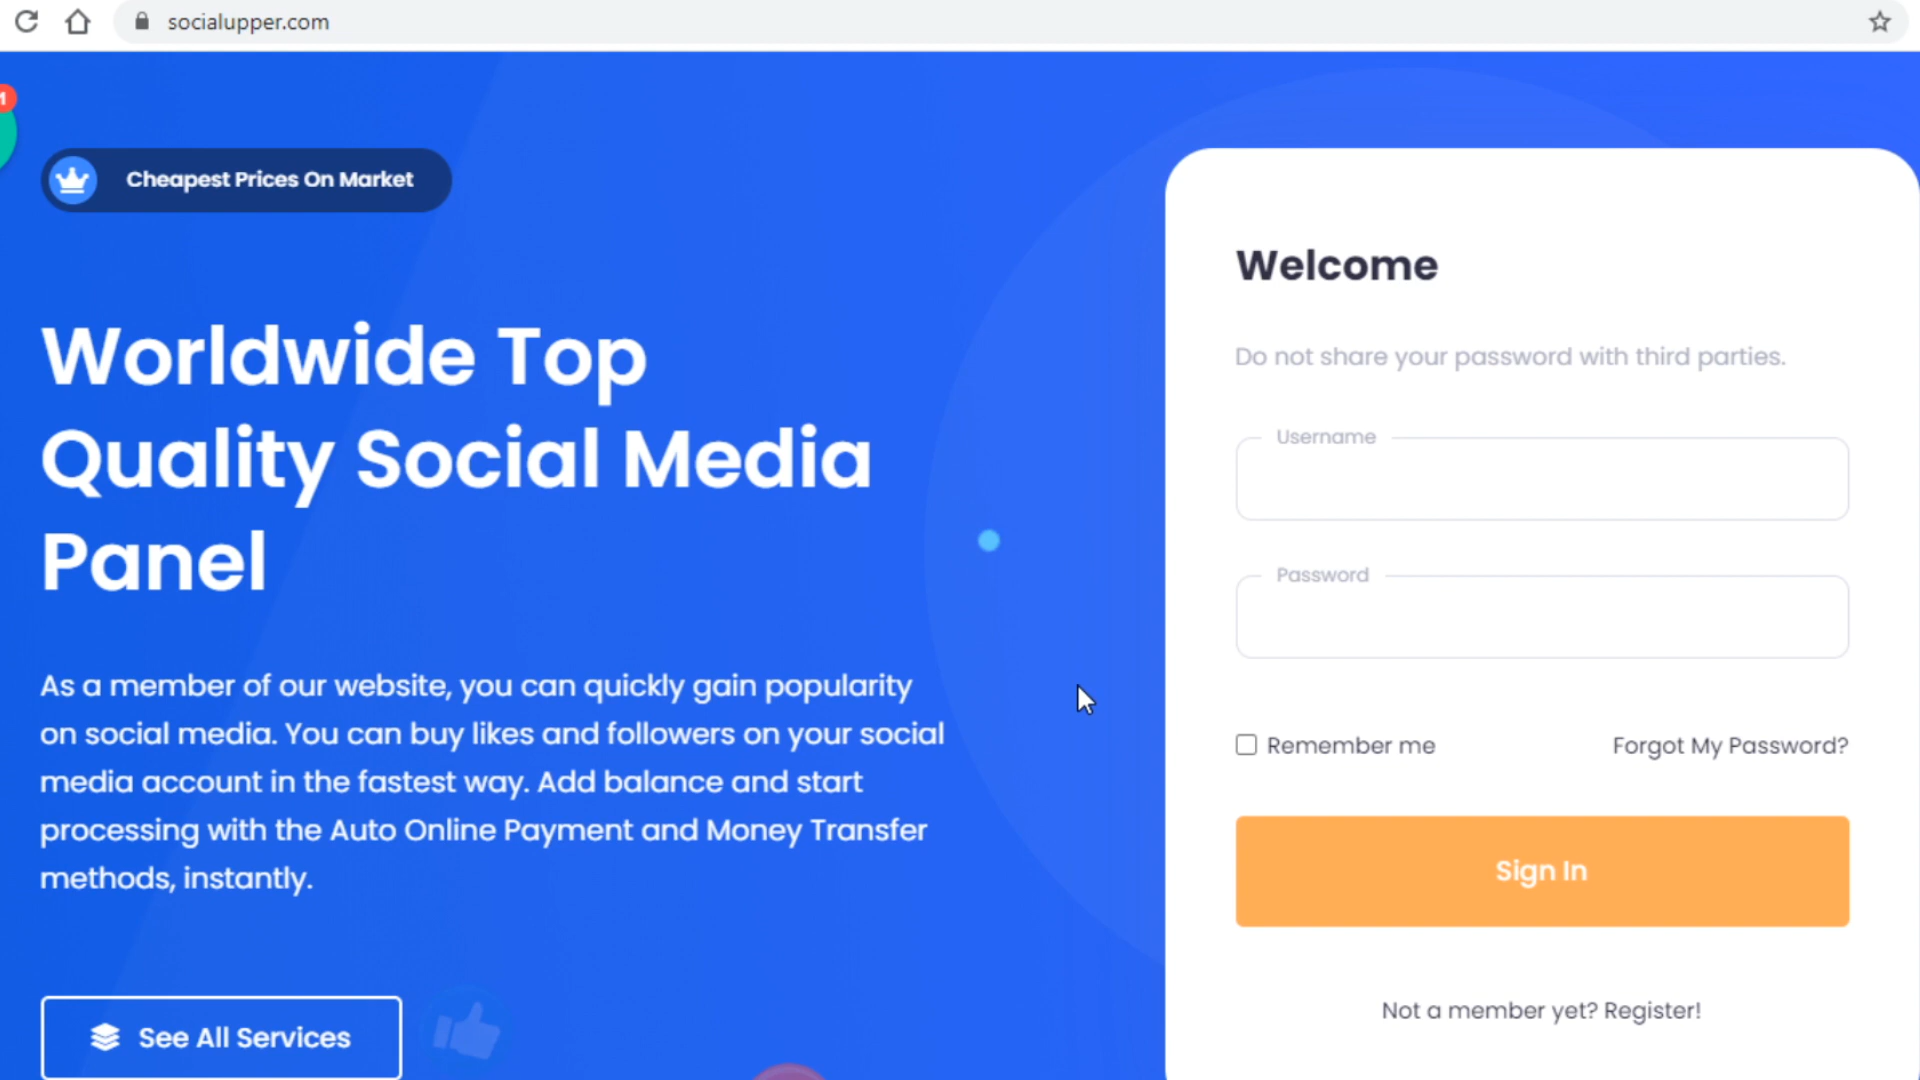 socialupper.com
1
Cheapest Prices On Market
Worldwide Top
Quality Social Media
Panel
As a member of our website, you can quickly gain popularity
on social media. You can buy likes and followers on your social
media account in the fastest way. Add balance and start
processing with the Auto Online Payment and Money Transfer
methods, instantly.
See All Services
Welcome
Do not share your password with third parties.
Username
Password
Remember me
Forgot My Password?
Sign In
Not a member yet? Register!